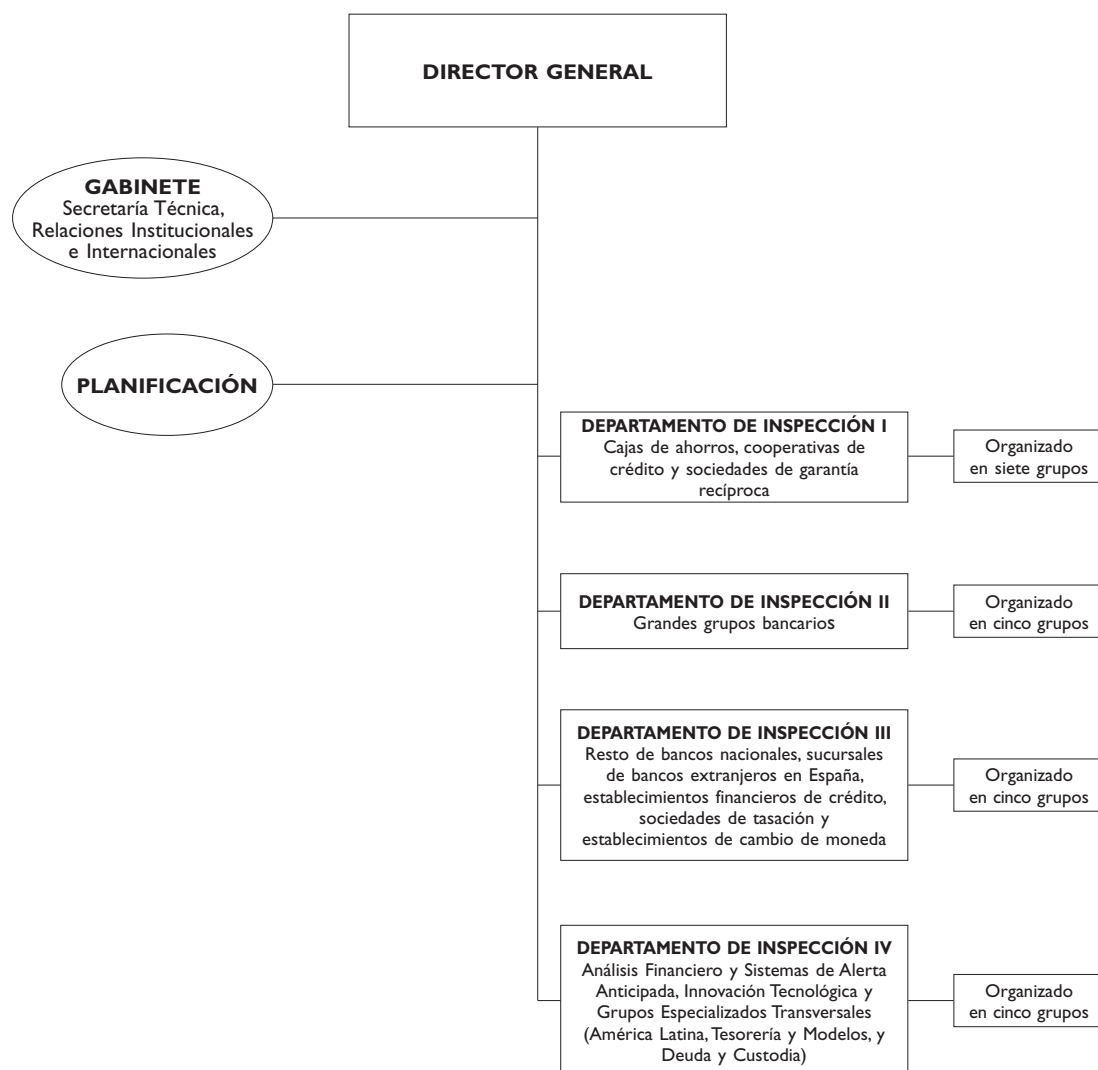 DIRECTOR GENERAL
GABINETE
Secretaría Técnica,
Relaciones Institucionales
e Internacionales
PLANIFICACIÓN
DEPARTAMENTO DE INSPECCIÓN I
Cajas de ahorros, cooperativas de
crédito y sociedades de garantía
recíproca
Organizado
en siete grupos
DEPARTAMENTO DE INSPECCIÓN II
Grandes grupos bancarios
Organizado
en cinco grupos
DEPARTAMENTO DE INSPECCIÓN III
Resto de bancos nacionales, sucursales
de bancos extranjeros en España,
establecimientos financieros de crédito,
sociedades de tasación y
establecimientos de cambio de moneda
Organizado
en cinco grupos
DEPARTAMENTO DE INSPECCIÓN IV
Análisis Financiero y Sistemas de Alerta
Anticipada, Innovación Tecnológica y
Grupos Especializados Transversales
(América Latina, Tesorería y Modelos, y
Deuda y Custodia)
Organizado
en cinco grupos